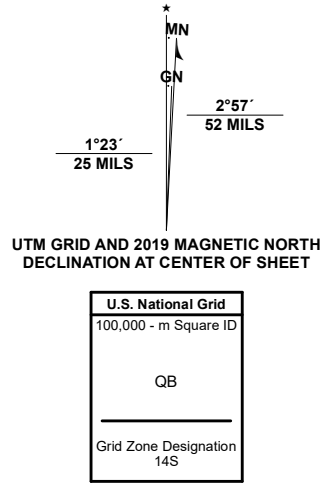 ★
MN
GN
1°23´
25 MILS
2°57´
52 MILS
UTM GRID AND 2019 MAGNETIC NORTH
DECLINATION AT CENTER OF SHEET
U.S. National Grid
100,000 - m Square ID
QB
Grid Zone Designation
14S